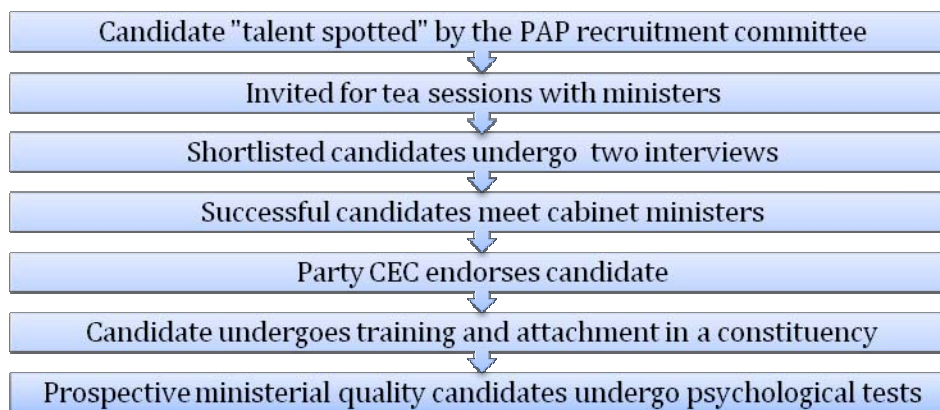 Candidate "talent spotted" by the PAP recruitment committee
Invited for tea sessions with ministers
Shortlisted candidates undergo two interviews
Successful candidates meet cabinet ministers
Party CEC endorses candidate
Candidate undergoes training and attachment in a constituency
Prospective ministerial quality candidates undergo psychological tests